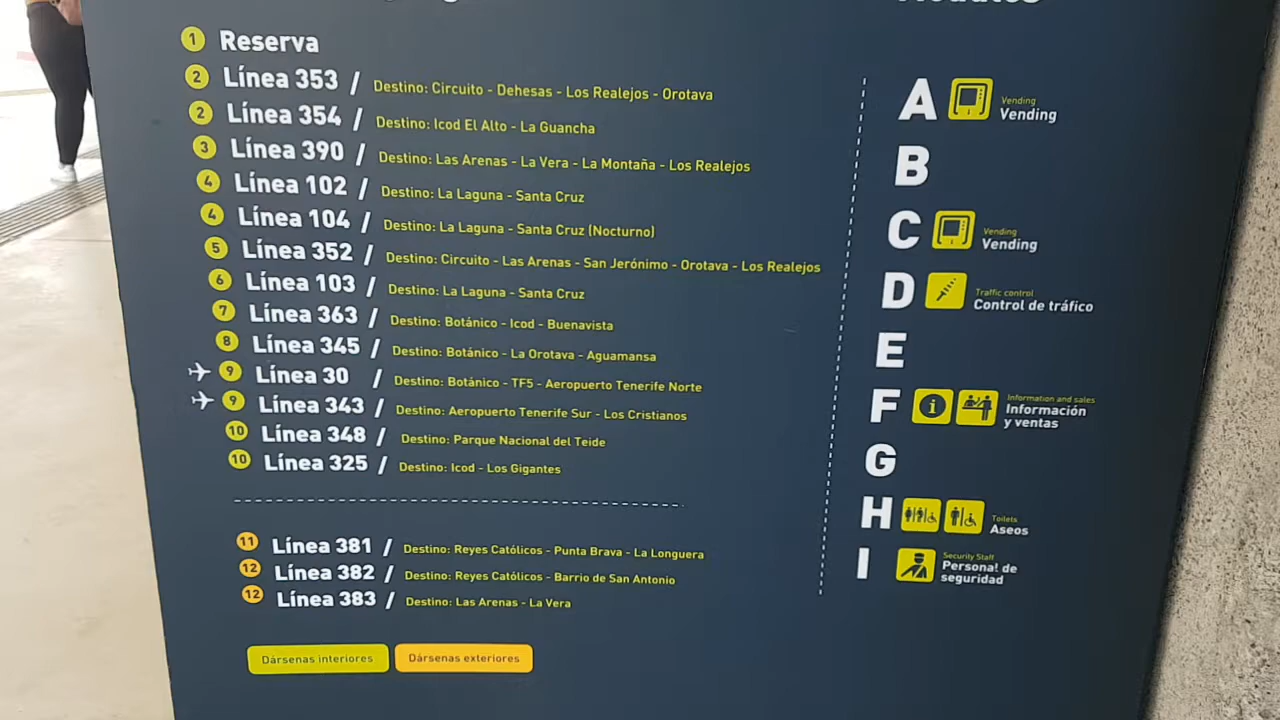 1 Reserva
2 Línea 353 / Destino: Circuito - Dehesas - Los Realejos - Orotava
2 Línea 354 / Destino: Icod El Alto - La Guancha
3 Línea 390 / Destino: Las Arenas - La Vera - La Montaña - Los Realejos
4 Línea 102 / Destino: La Laguna - Santa Cruz
4 Línea 104 / Destino: La Laguna - Santa Cruz (Nocturno)
5 Línea 352 / Destino: Circuito - Las Arenas - San Jerónimo - Orotava - Los Realejos
6 Línea 103 / Destino: La Laguna - Santa Cruz
7 Línea 363 / Destino: Botánico - Icod - Buenavista
8 Línea 345 / Destino: Botánico - La Orotava - Aguamansa
9 Línea 30 / Destino: Botánico - TF5 - Aeropuerto Tenerife Norte
9 Línea 343 / Destino: Aeropuerto Tenerife Sur - Los Cristianos
10 Línea 348 / Destino: Parque Nacional del Teide
10 Línea 325 / Destino: Icod - Los Gigantes
11 Línea 381 / Destino: Reyes Católicos - Punta Brava - La Longuera
12 Línea 382 / Destino: Reyes Católicos - Barrio de San Antonio
12 Línea 383 / Destino: Las Arenas - La Vera
Dársenas interiores
Dársenas exteriores
A
Vending
Vending
B
C
Vending
Vending
D
Traffic control
Control de tráfico
E
F
Information and sales
Información
y ventas
G
H
Toilets
Aseos
I
Security Staff
Personal de
seguridad